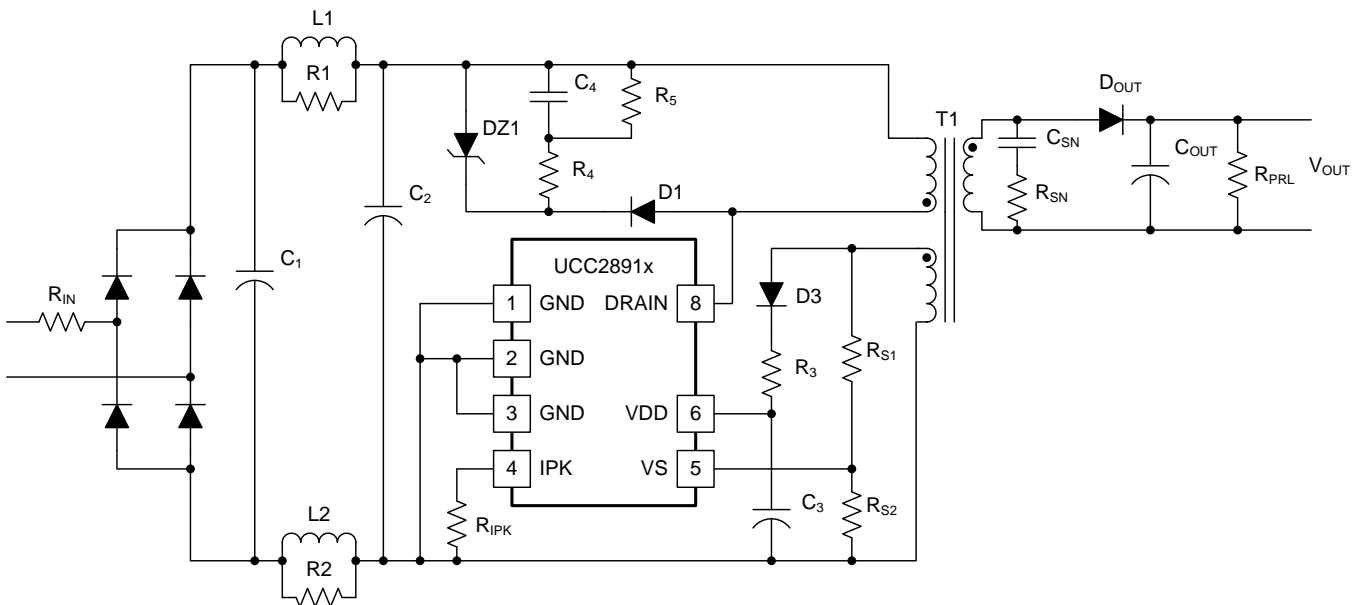 L1
R1
C4
R5
DZ1
R4
D1
C2
C1
RIN
T1
DOUT
CSN
RSN
COUT
RPRL
VOUT
UCC2891x
1 GND DRAIN 8
2 GND
3 GND VDD 6
4 IPK VS 5
D3
R3
RS1
RS2
C3
RIPK
L2
R2